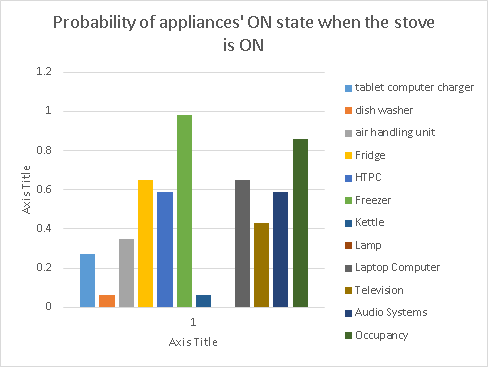 Probability of appliances' ON state when the stove
is ON
1.2
1
0.8
0.6
0.4
0.2
0
Axis Title
1
Axis Title
tablet computer charger
dish washer
air handling unit
Fridge
HTPC
Freezer
Kettle
Lamp
Laptop Computer
Television
Audio Systems
Occupancy